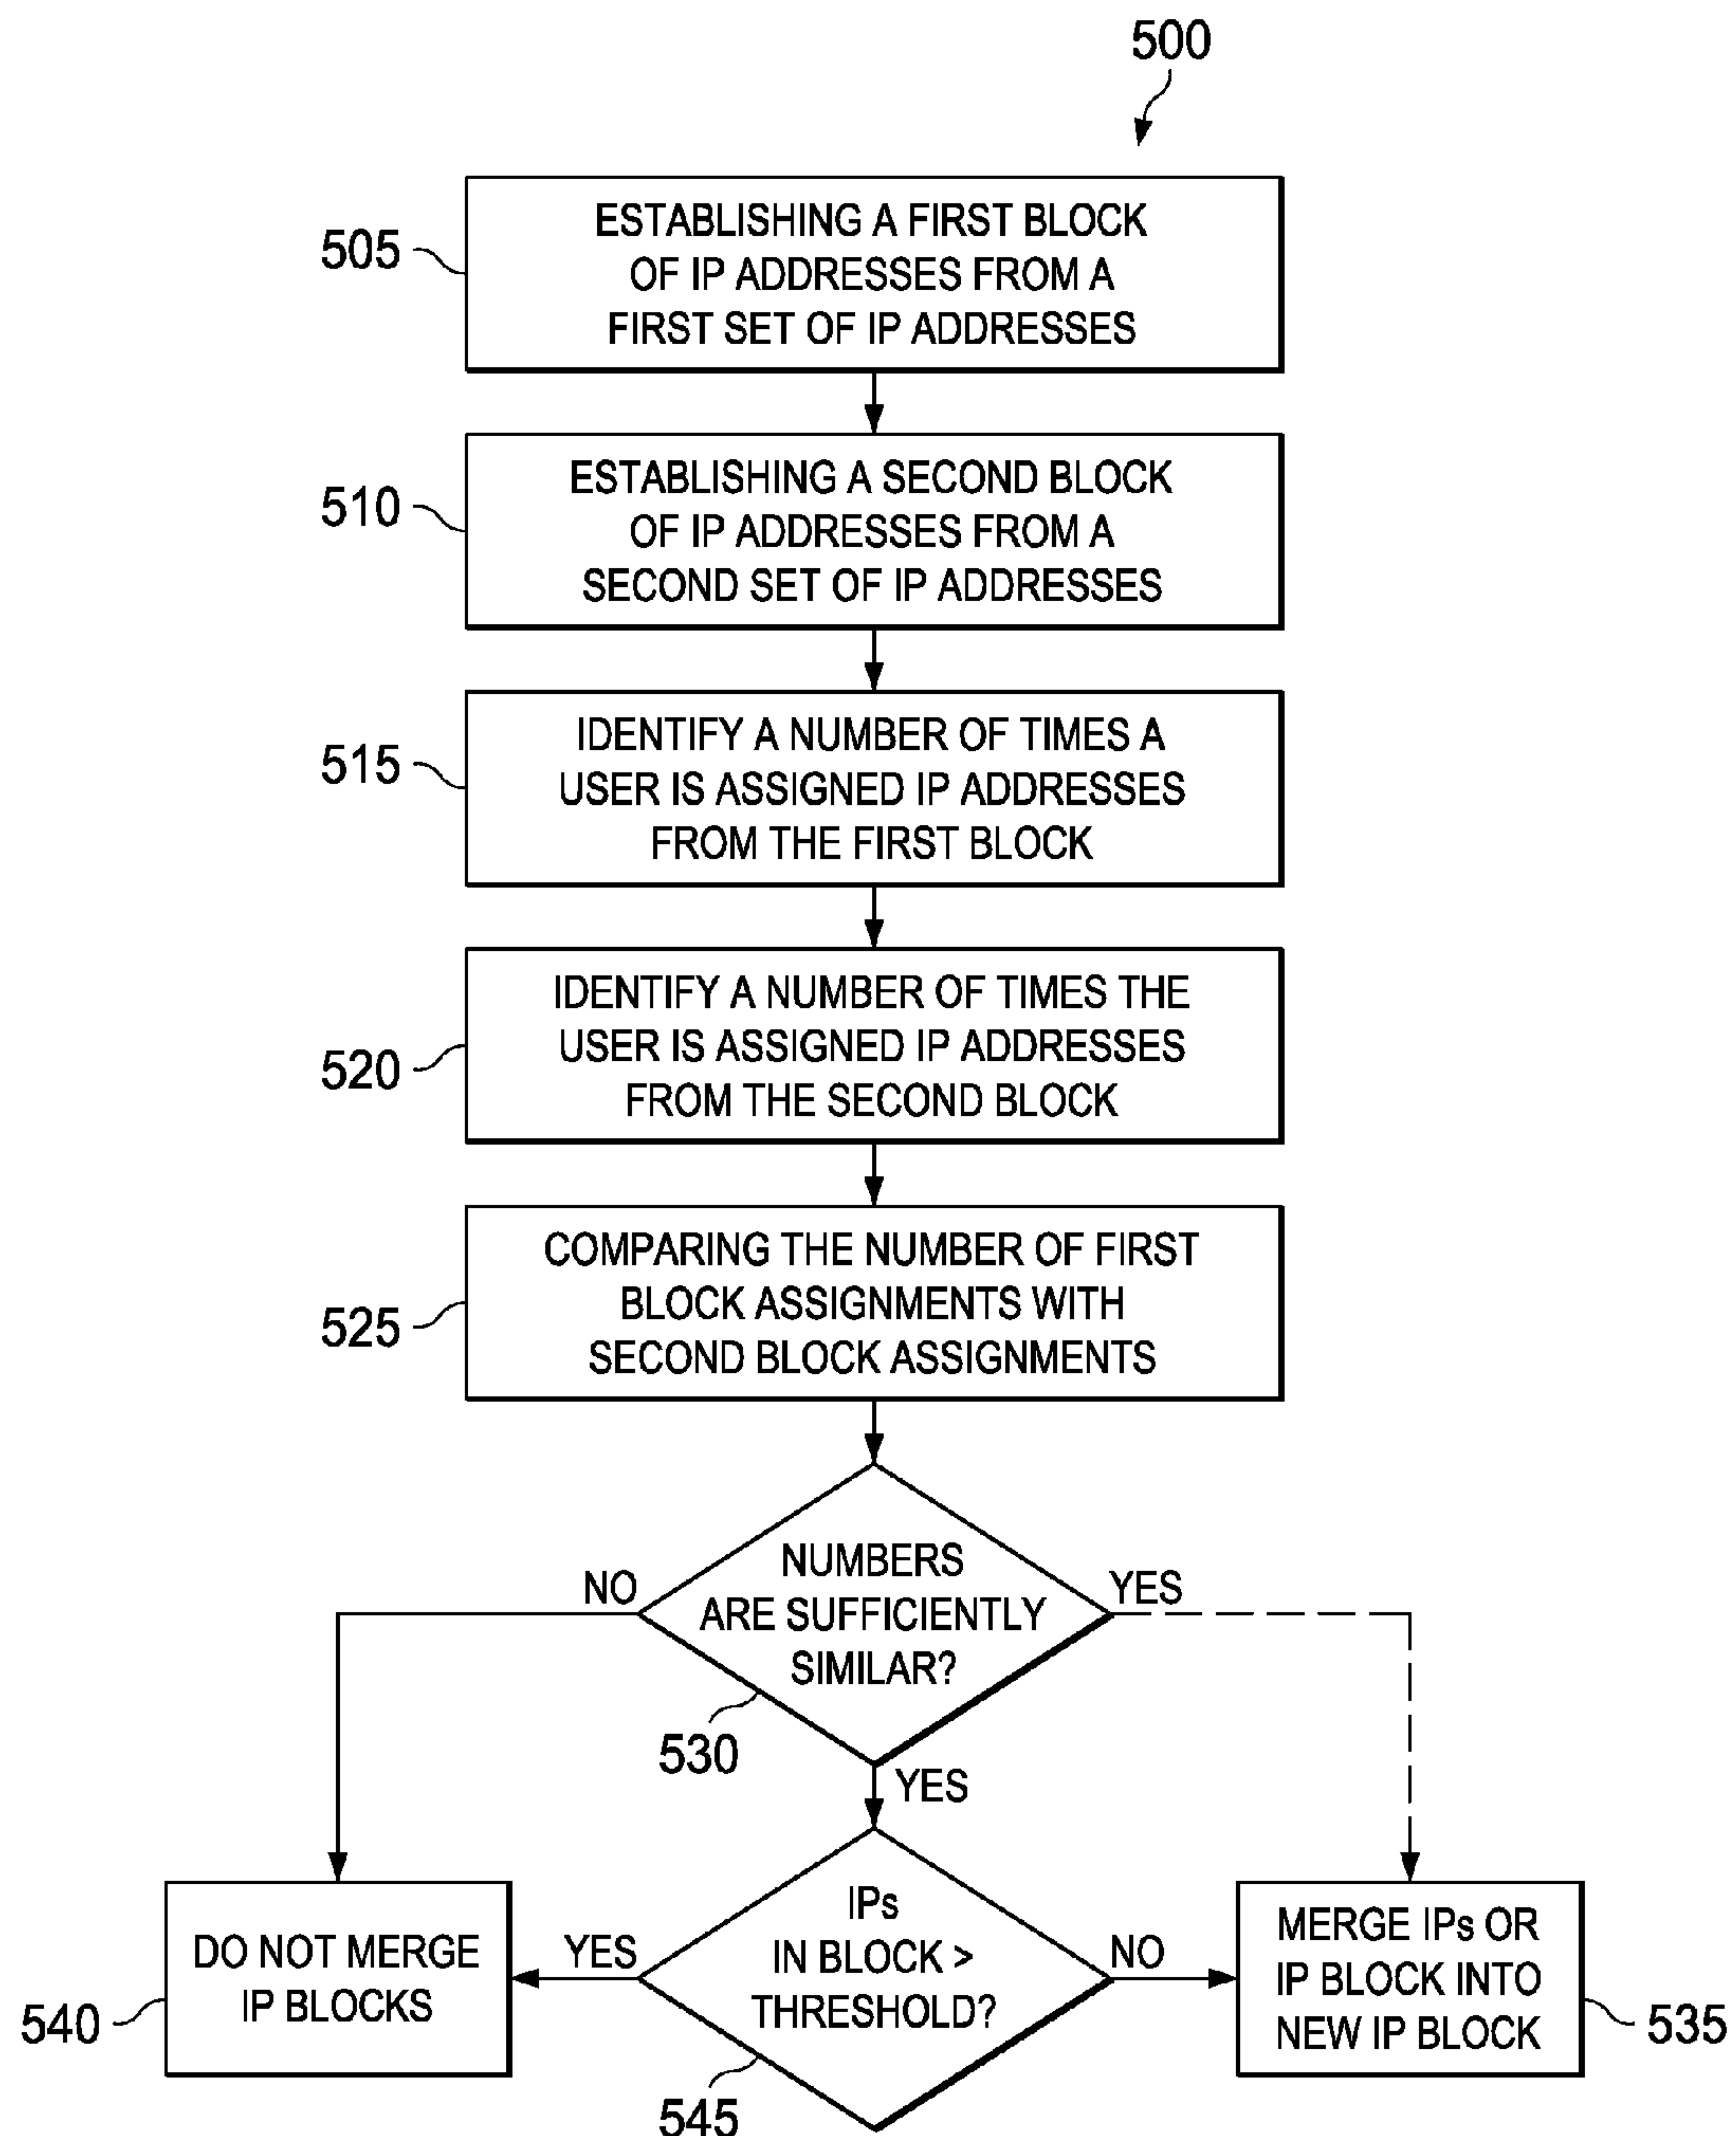 500
505
ESTABLISHING A FIRST BLOCK
OF IP ADDRESSES FROM A
FIRST SET OF IP ADDRESSES
510
ESTABLISHING A SECOND BLOCK
OF IP ADDRESSES FROM A
SECOND SET OF IP ADDRESSES
515
IDENTIFY A NUMBER OF TIMES A
USER IS ASSIGNED IP ADDRESSES
FROM THE FIRST BLOCK
520
IDENTIFY A NUMBER OF TIMES THE
USER IS ASSIGNED IP ADDRESSES
FROM THE SECOND BLOCK
525
COMPARING THE NUMBER OF FIRST
BLOCK ASSIGNMENTS WITH
SECOND BLOCK ASSIGNMENTS
NO
NUMBERS
ARE SUFFICIENTLY
SIMILAR?
YES
530
YES
540
DO NOT MERGE
IP BLOCKS
YES
IPs
IN BLOCK >
THRESHOLD?
NO
545
MERGE IPs OR
IP BLOCK INTO
NEW IP BLOCK
535